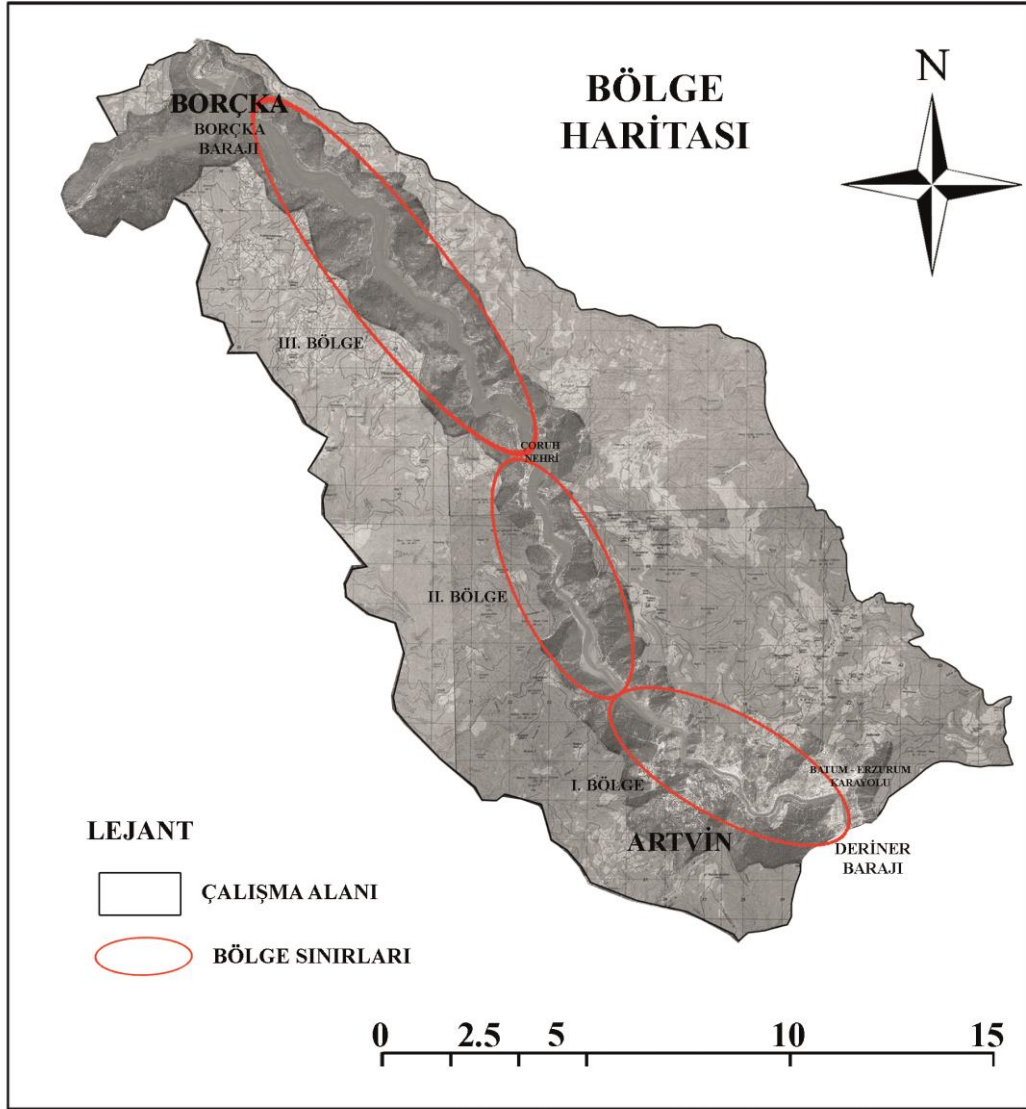 BÖLGE
HARİTASI
N
BORÇKA
BORÇKA
BARAJI
III. BÖLGE
ÇORUH
NEHRİ
II. BÖLGE
I. BÖLGE
BATUM - ERZURUM
KARAYOLU
ARTVİN
DERİNER
BARAJI
LEJANT
ÇALIŞMA ALANI
BÖLGE SINIRLARI
0 2.5 5 10 15